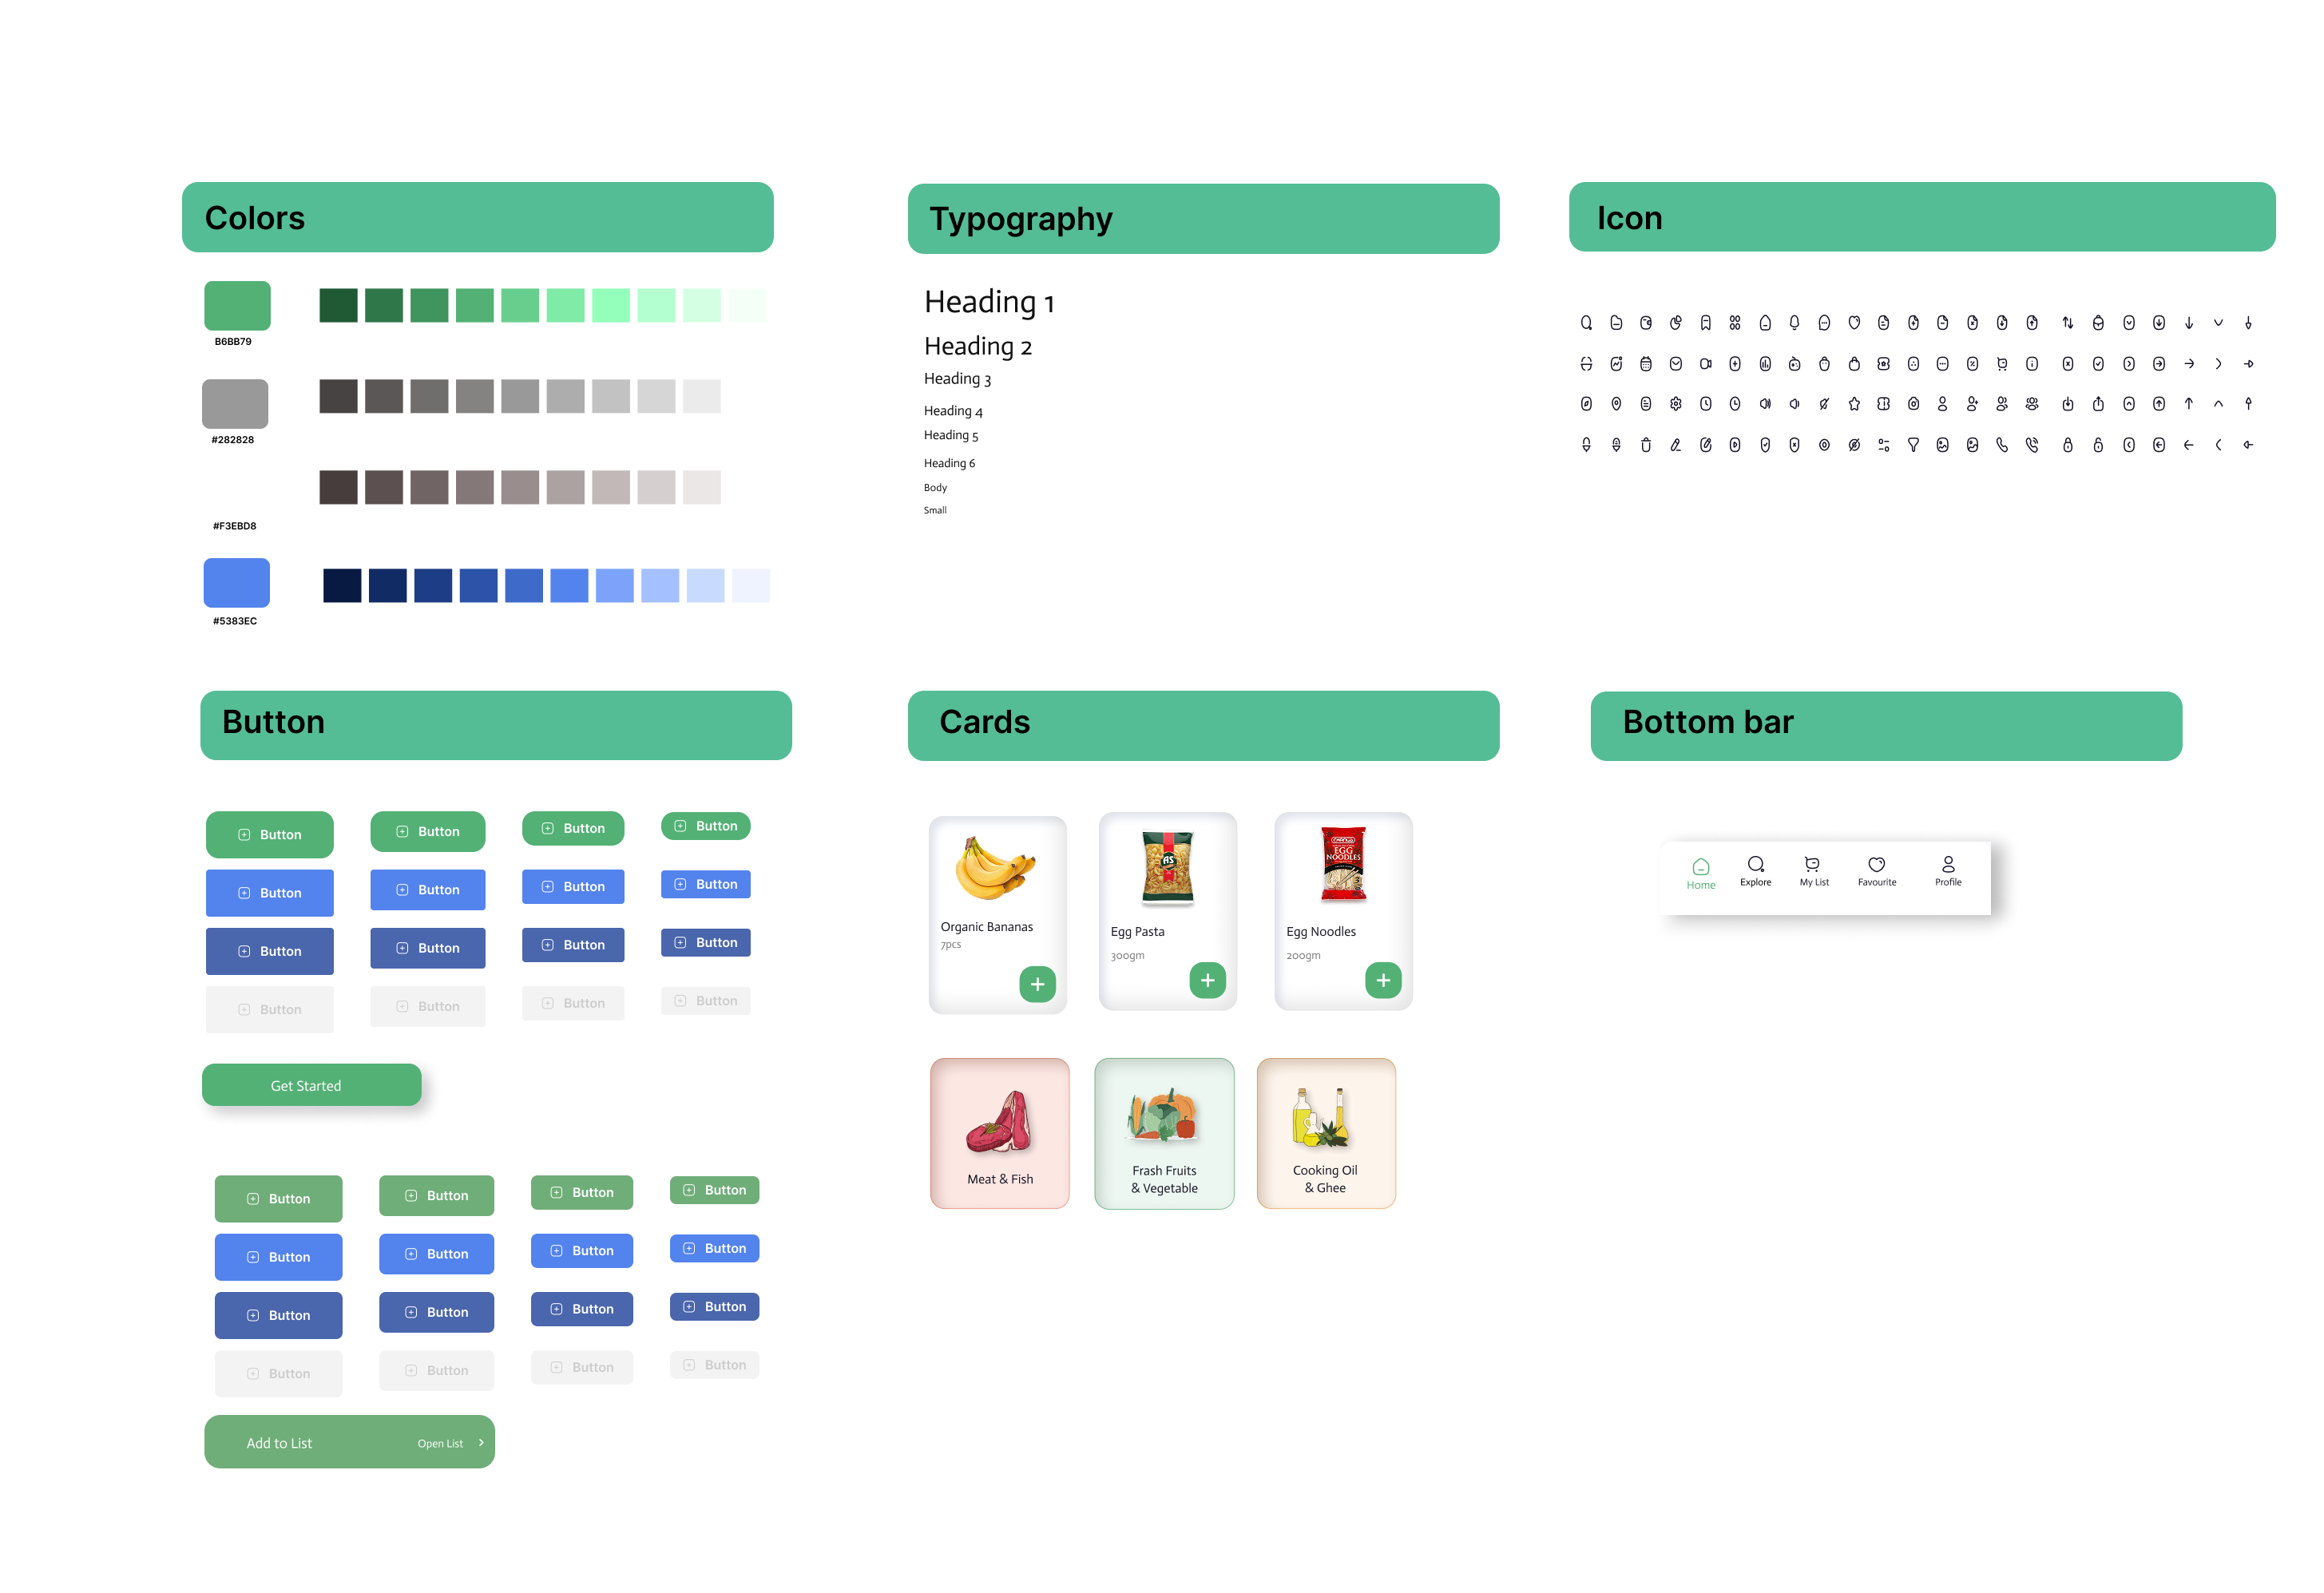 Colors
B6BB79
#282828
#F3EBD8
#5383EC
Typography
Heading 1
Heading 2
Heading 3
Heading 4
Heading 5
Heading 6
Body
Small
Icon
Button
Button Button Button Button
Button Button Button Button
Button Button Button Button
Button Button Button Button
Get Started
Button Button Button Button
Button Button Button Button
Button Button Button Button
Button Button Button Button
Add to List Open List
Cards
EGG
NOODLES
Organic Bananas
7pcs
Egg Pasta
300gm
Egg Noodles
200gm
Meat & Fish
Frash Fruits
& Vegetable
Cooking Oil
& Ghee
Bottom bar
Home Explore My List Favourite Profile